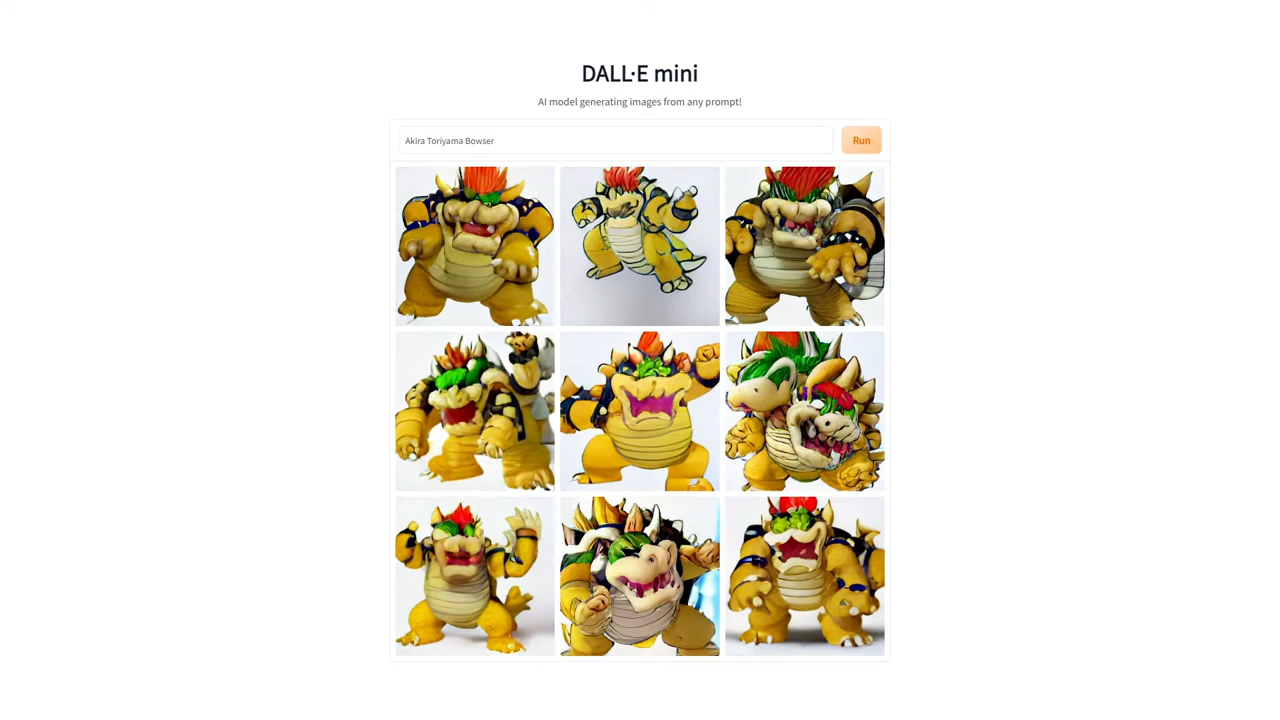 DALL·E mini
AI model generating images from any prompt!
Akira Toriyama Bowser
Run